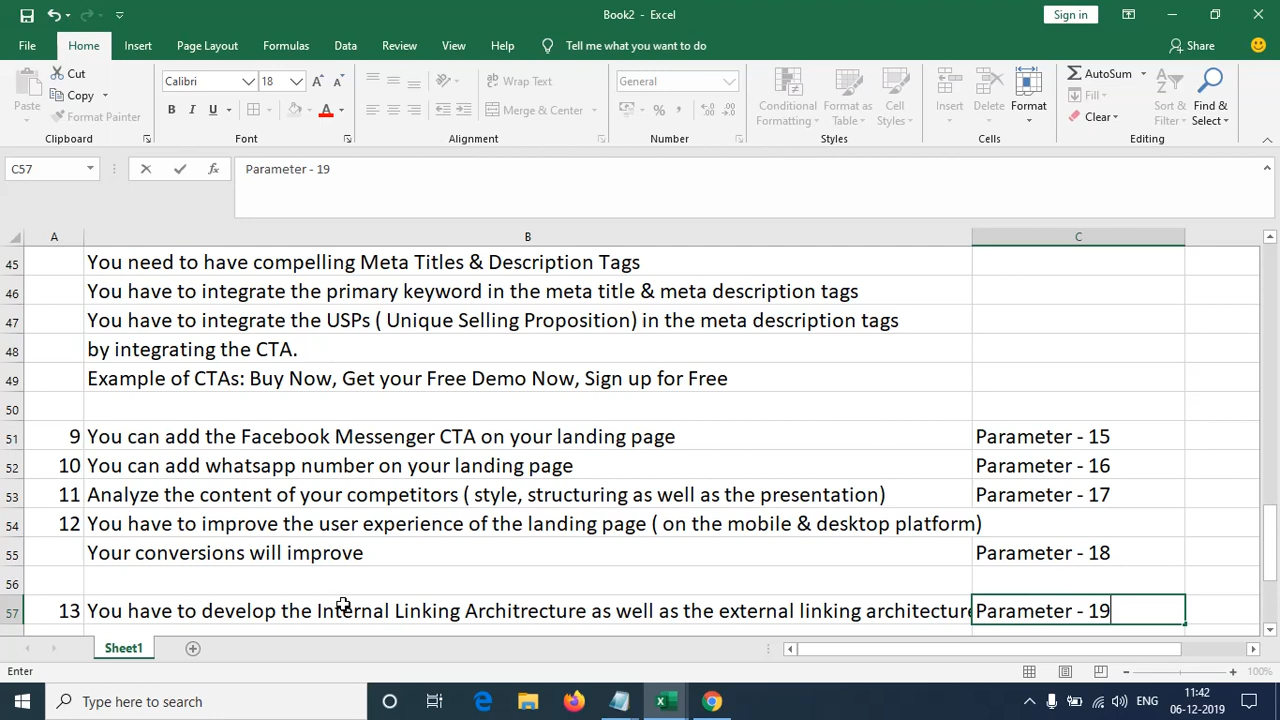 Book2 - Excel
Sign in
File Home Insert Page Layout Formulas Data Review View Help Tell me what you want to do Share
Cut
Copy
Format Painter
Paste
Clipboard
Calibri 18
B I U
Font
Wrap Text
Merge & Center
Alignment
General
Number
Conditional Formatting
Format as Table
Cell Styles
Styles
Insert Delete Format
Cells
AutoSum
Fill
Clear
Sort & Filter
Find & Select
Editing
C57 fx Parameter - 19
A B C
45 You need to have compelling Meta Titles & Description Tags
46 You have to integrate the primary keyword in the meta title & meta description tags
47 You have to integrate the USPs ( Unique Selling Proposition) in the meta description tags
48 by integrating the CTA.
49 Example of CTAs: Buy Now, Get your Free Demo Now, Sign up for Free
50
51 9 You can add the Facebook Messenger CTA on your landing page Parameter - 15
52 10 You can add whatsapp number on your landing page Parameter - 16
53 11 Analyze the content of your competitors ( style, structuring as well as the presentation) Parameter - 17
54 12 You have to improve the user experience of the landing page ( on the mobile & desktop platform)
55 Your conversions will improve Parameter - 18
56
57 13 You have to develop the Internal Linking Architrecture as well as the external linking architecture Parameter - 19
Sheet1
Enter 100%
Type here to search
ENG
11:42
06-12-2019